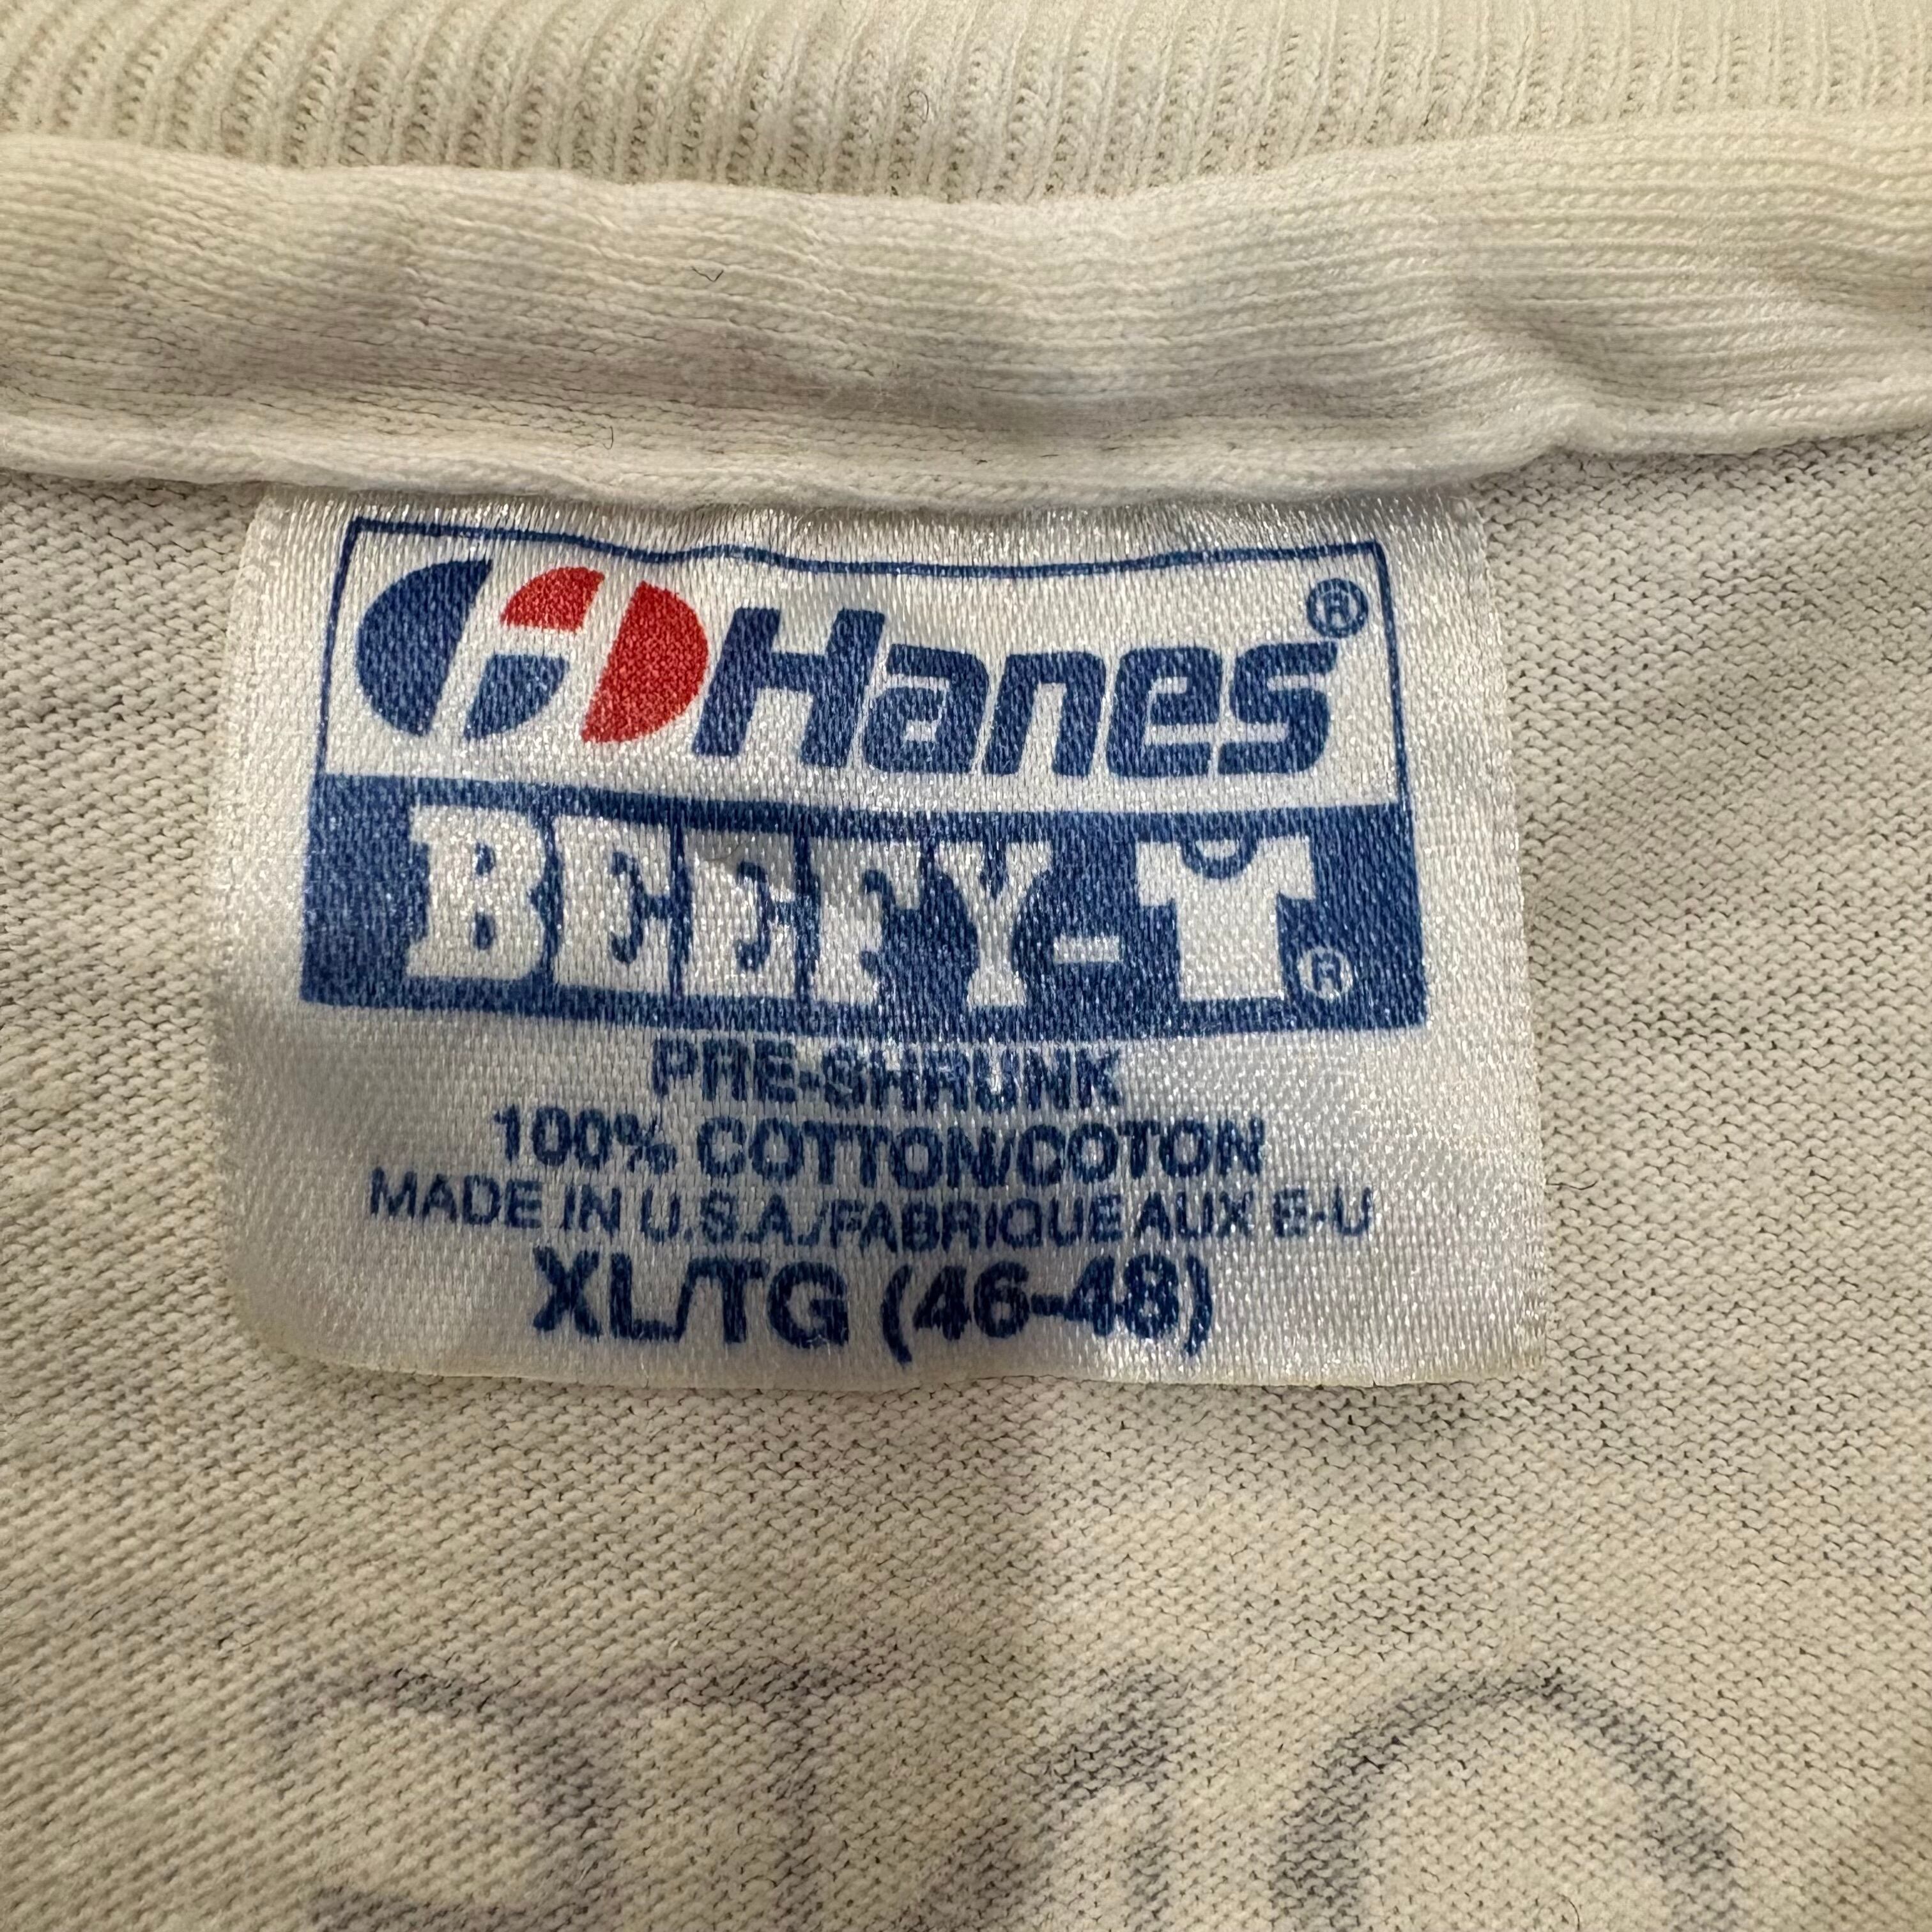 Hanes®
BEEFY-T®
PRE-SHRUNK
100% COTTON/COTON
MADE IN U.S.A./FABRIQUE AUX E-U
XL/TG (46-48)